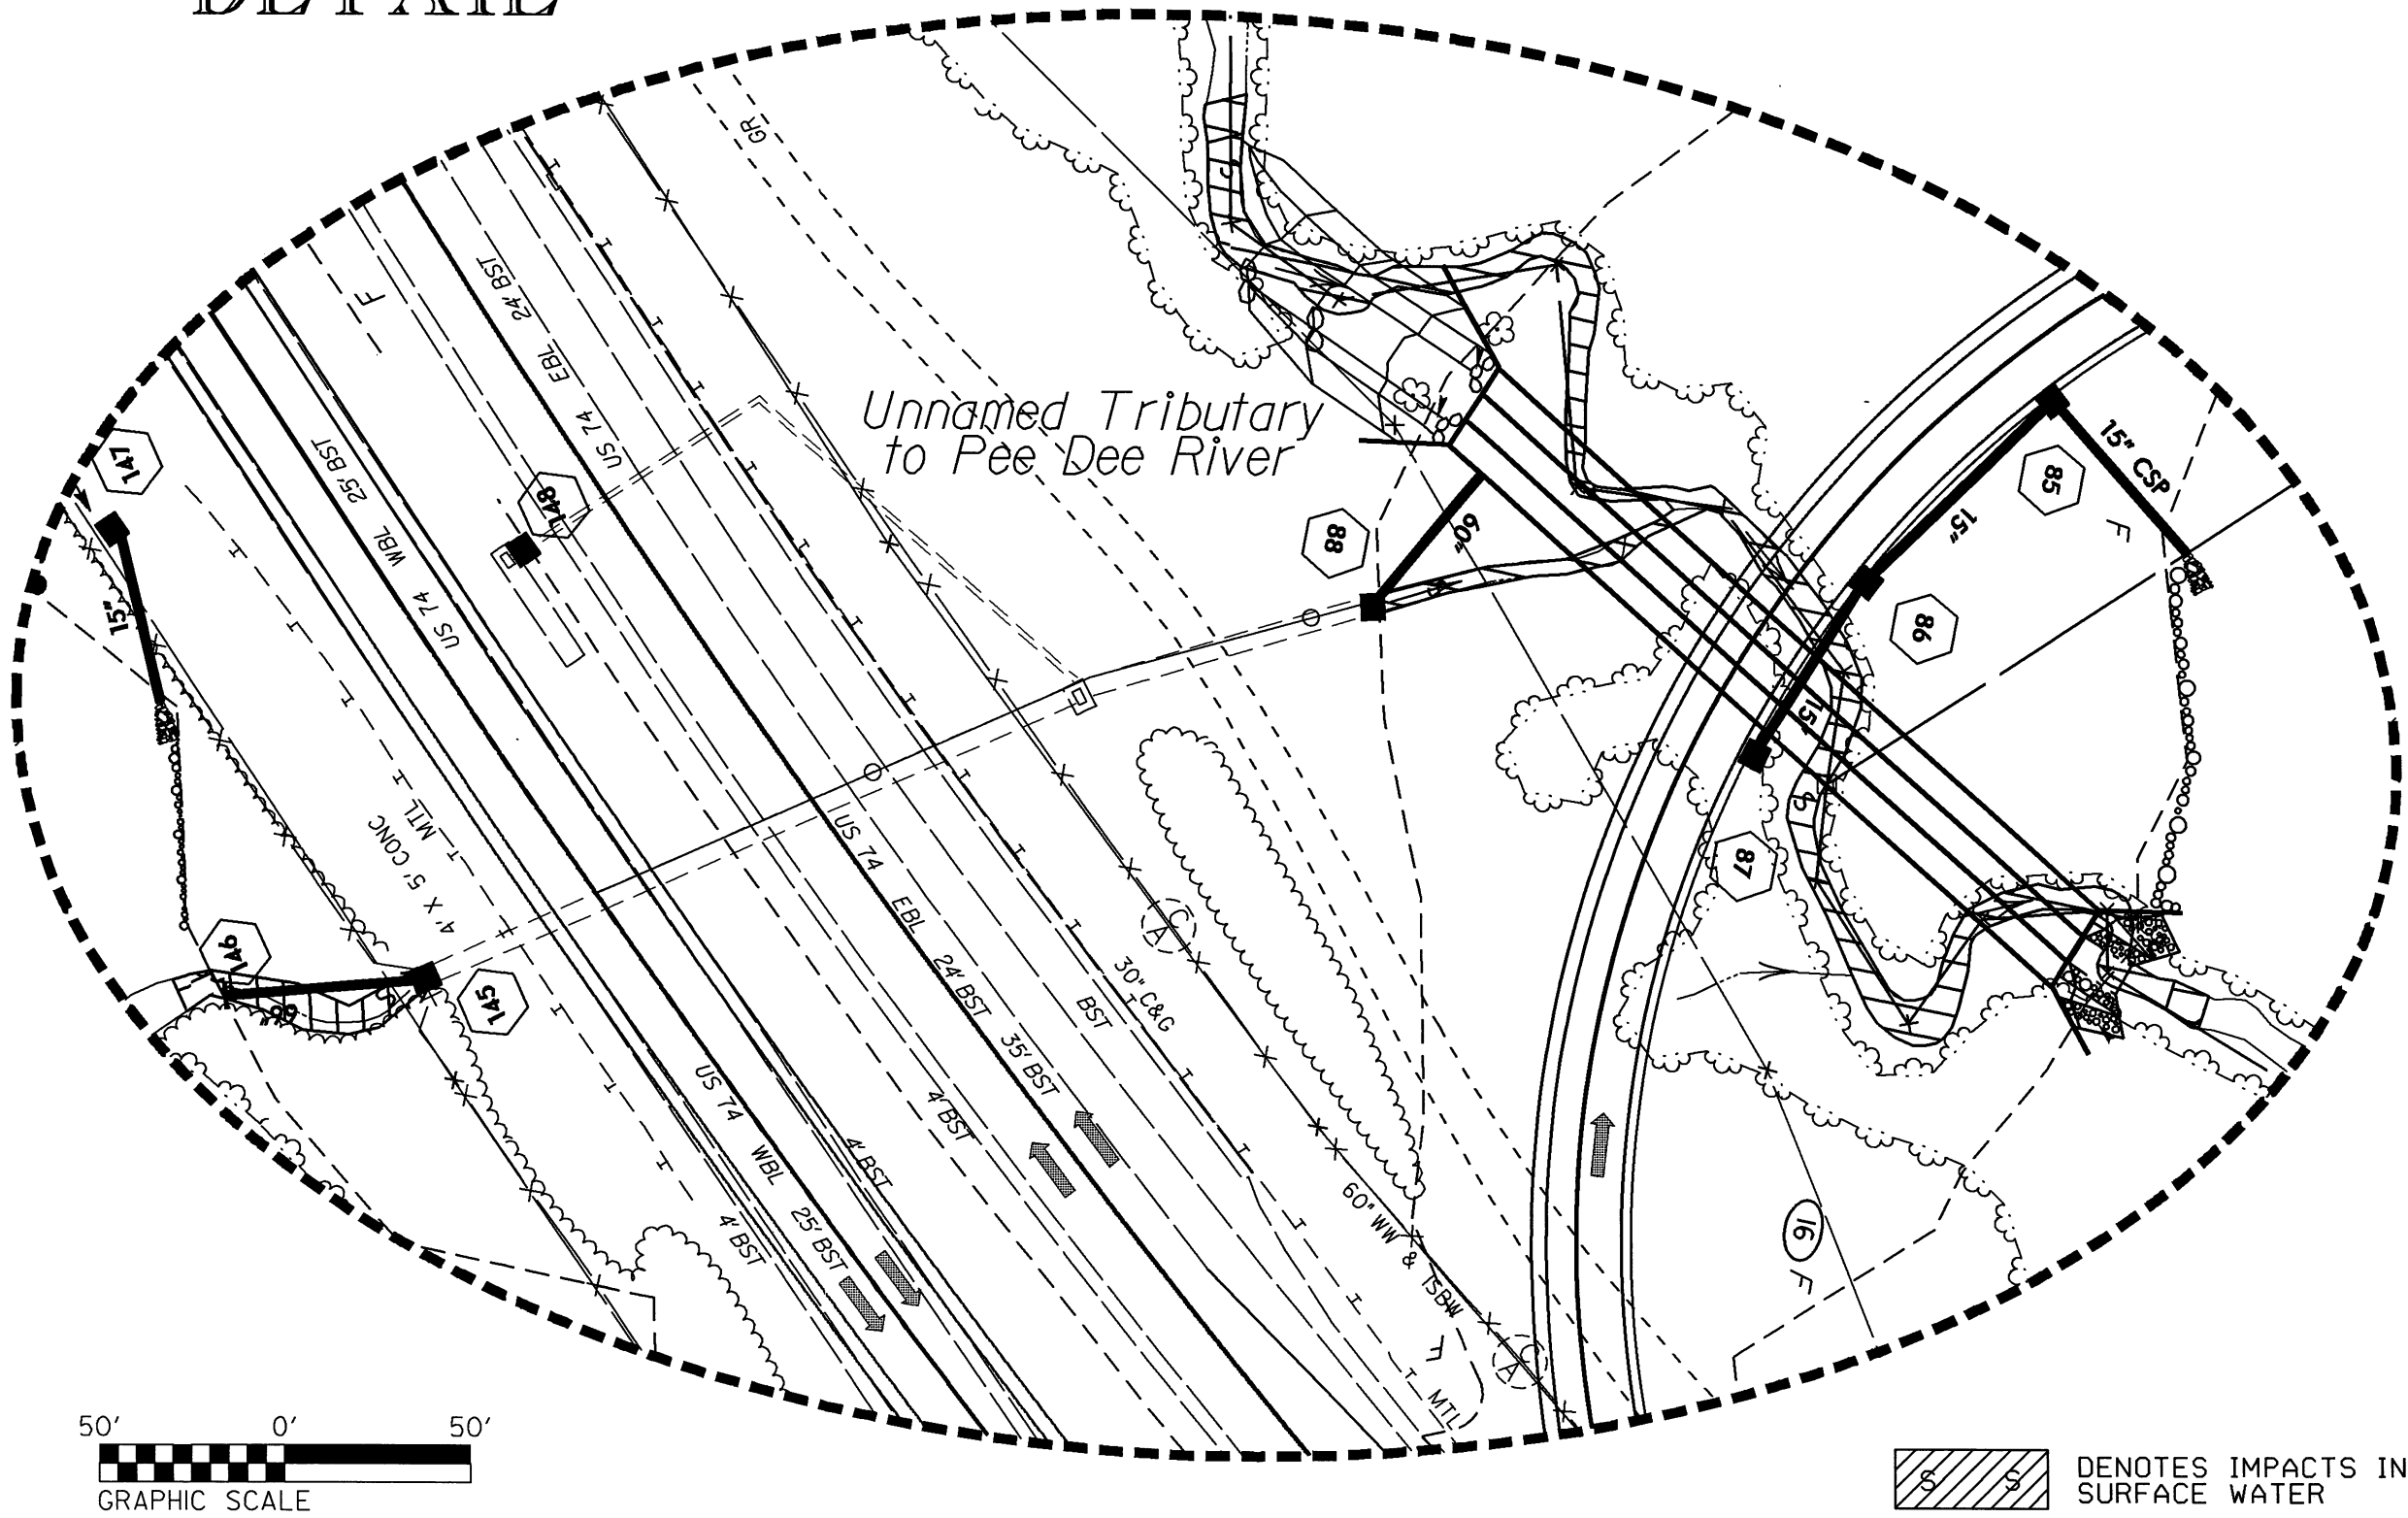 DETAIL
GR
24' BST
EBL
US 74
F
25' BST
WBL
US 74
147
148
15"
Unnamed Tributary
to Pee Dee River
88
60"
15" CSP
85
F
15"
86
15"
87
S
S
MTL
4' X 5' CONC
146
66"
S
145
US 74
EBL
24' BST
35' BST
BST
30" C&G
C
A
US 74
WBL
25' BST
4' BST
4' BST
4' BST
60" WW & 1SBW
F
C
A
MTL
16
F
50' 0' 50'
GRAPHIC SCALE
S S
DENOTES IMPACTS IN
SURFACE WATER